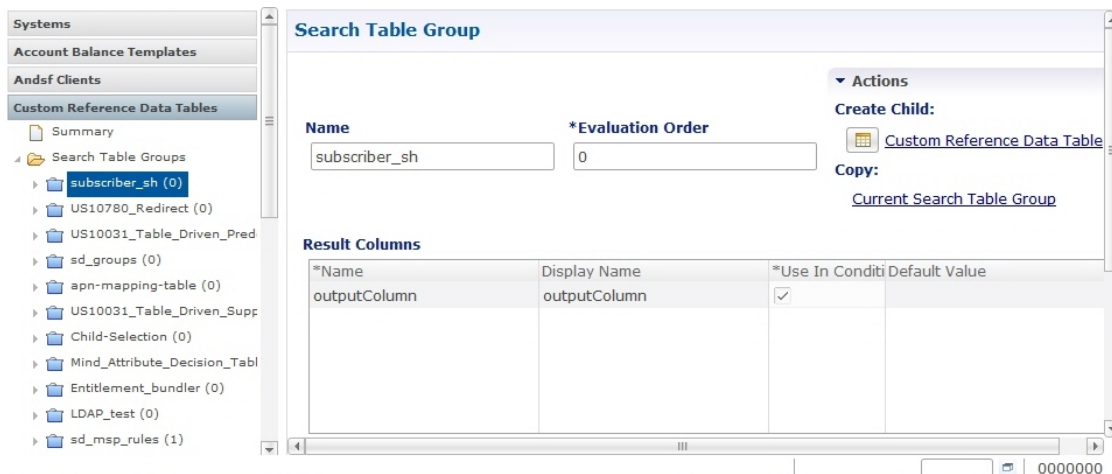 Systems
Account Balance Templates
Andsf Clients
Custom Reference Data Tables
Summary
Search Table Groups
subscriber_sh (0)
US10780_Redirect (0)
US10031_Table_Driven_Pred
sd_groups (0)
apn-mapping-table (0)
US10031_Table_Driven_Supp
Child-Selection (0)
Mind_Attribute_Decision_Tabl
Entitlement_bundler (0)
LDAP_test (0)
sd_msp_rules (1)
Search Table Group
Actions
Create Child:
Custom Reference Data Table
Copy:
Current Search Table Group
Name *Evaluation Order
subscriber_sh 0
Result Columns
*Name Display Name *Use In Conditi Default Value
outputColumn outputColumn
0000000